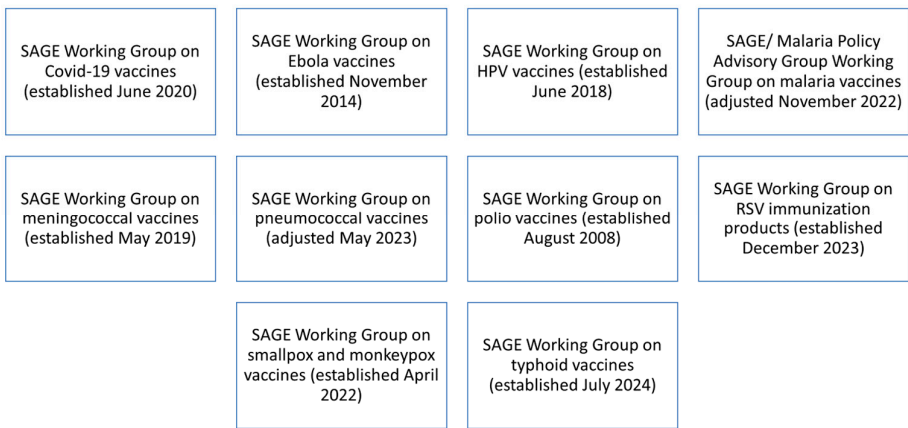 SAGE Working Group on
Covid-19 vaccines
(established June 2020)
SAGE Working Group on
Ebola vaccines
(established November
2014)
SAGE Working Group on
HPV vaccines (established
June 2018)
SAGE/ Malaria Policy
Advisory Group Working
Group on malaria vaccines
(adjusted November 2022)
SAGE Working Group on
meningococcal vaccines
(established May 2019)
SAGE Working Group on
pneumococcal vaccines
(adjusted May 2023)
SAGE Working Group on
polio vaccines (established
August 2008)
SAGE Working Group on
RSV immunization
products (established
December 2023)
SAGE Working Group on
smallpox and monkeypox
vaccines (established April
2022)
SAGE Working Group on
typhoid vaccines
(established July 2024)